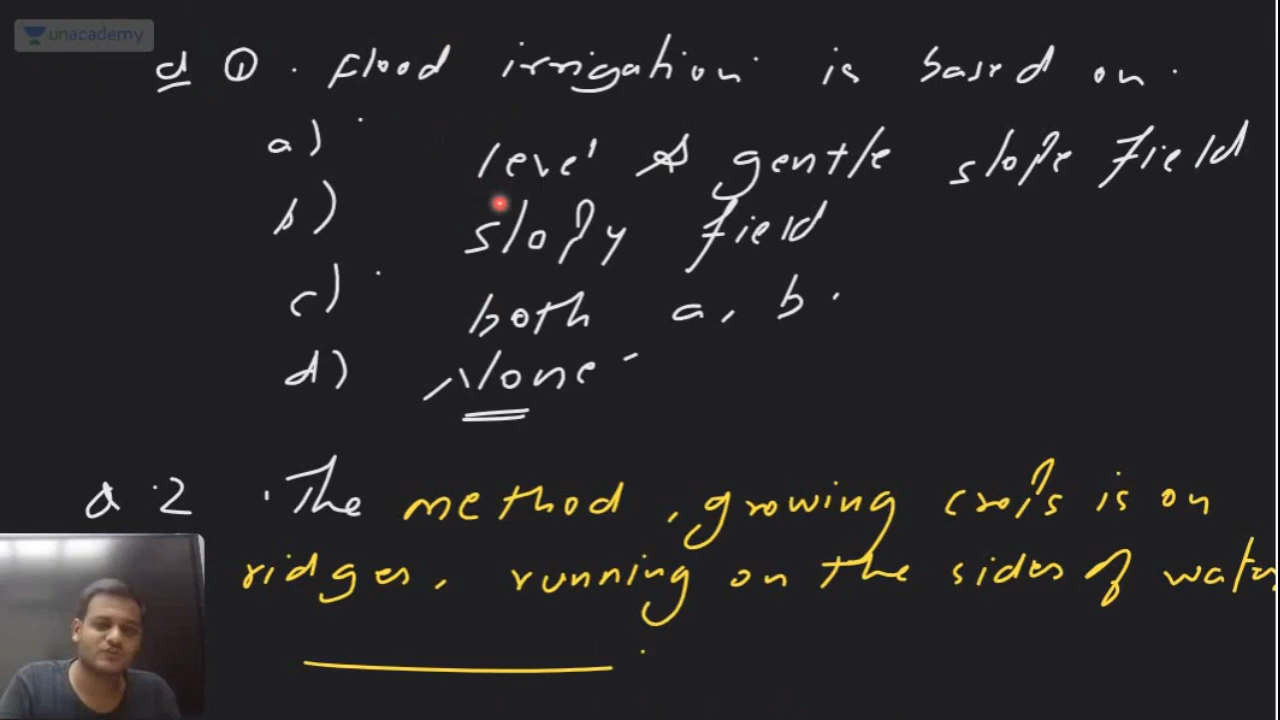 unacademy
Q ① . flood irrigation is based on .
a) level & gentle slope field
b) slopy field
c) both a, b .
d) None -
Q .2 . The method , growing crops is on
ridges, running on the sides of water